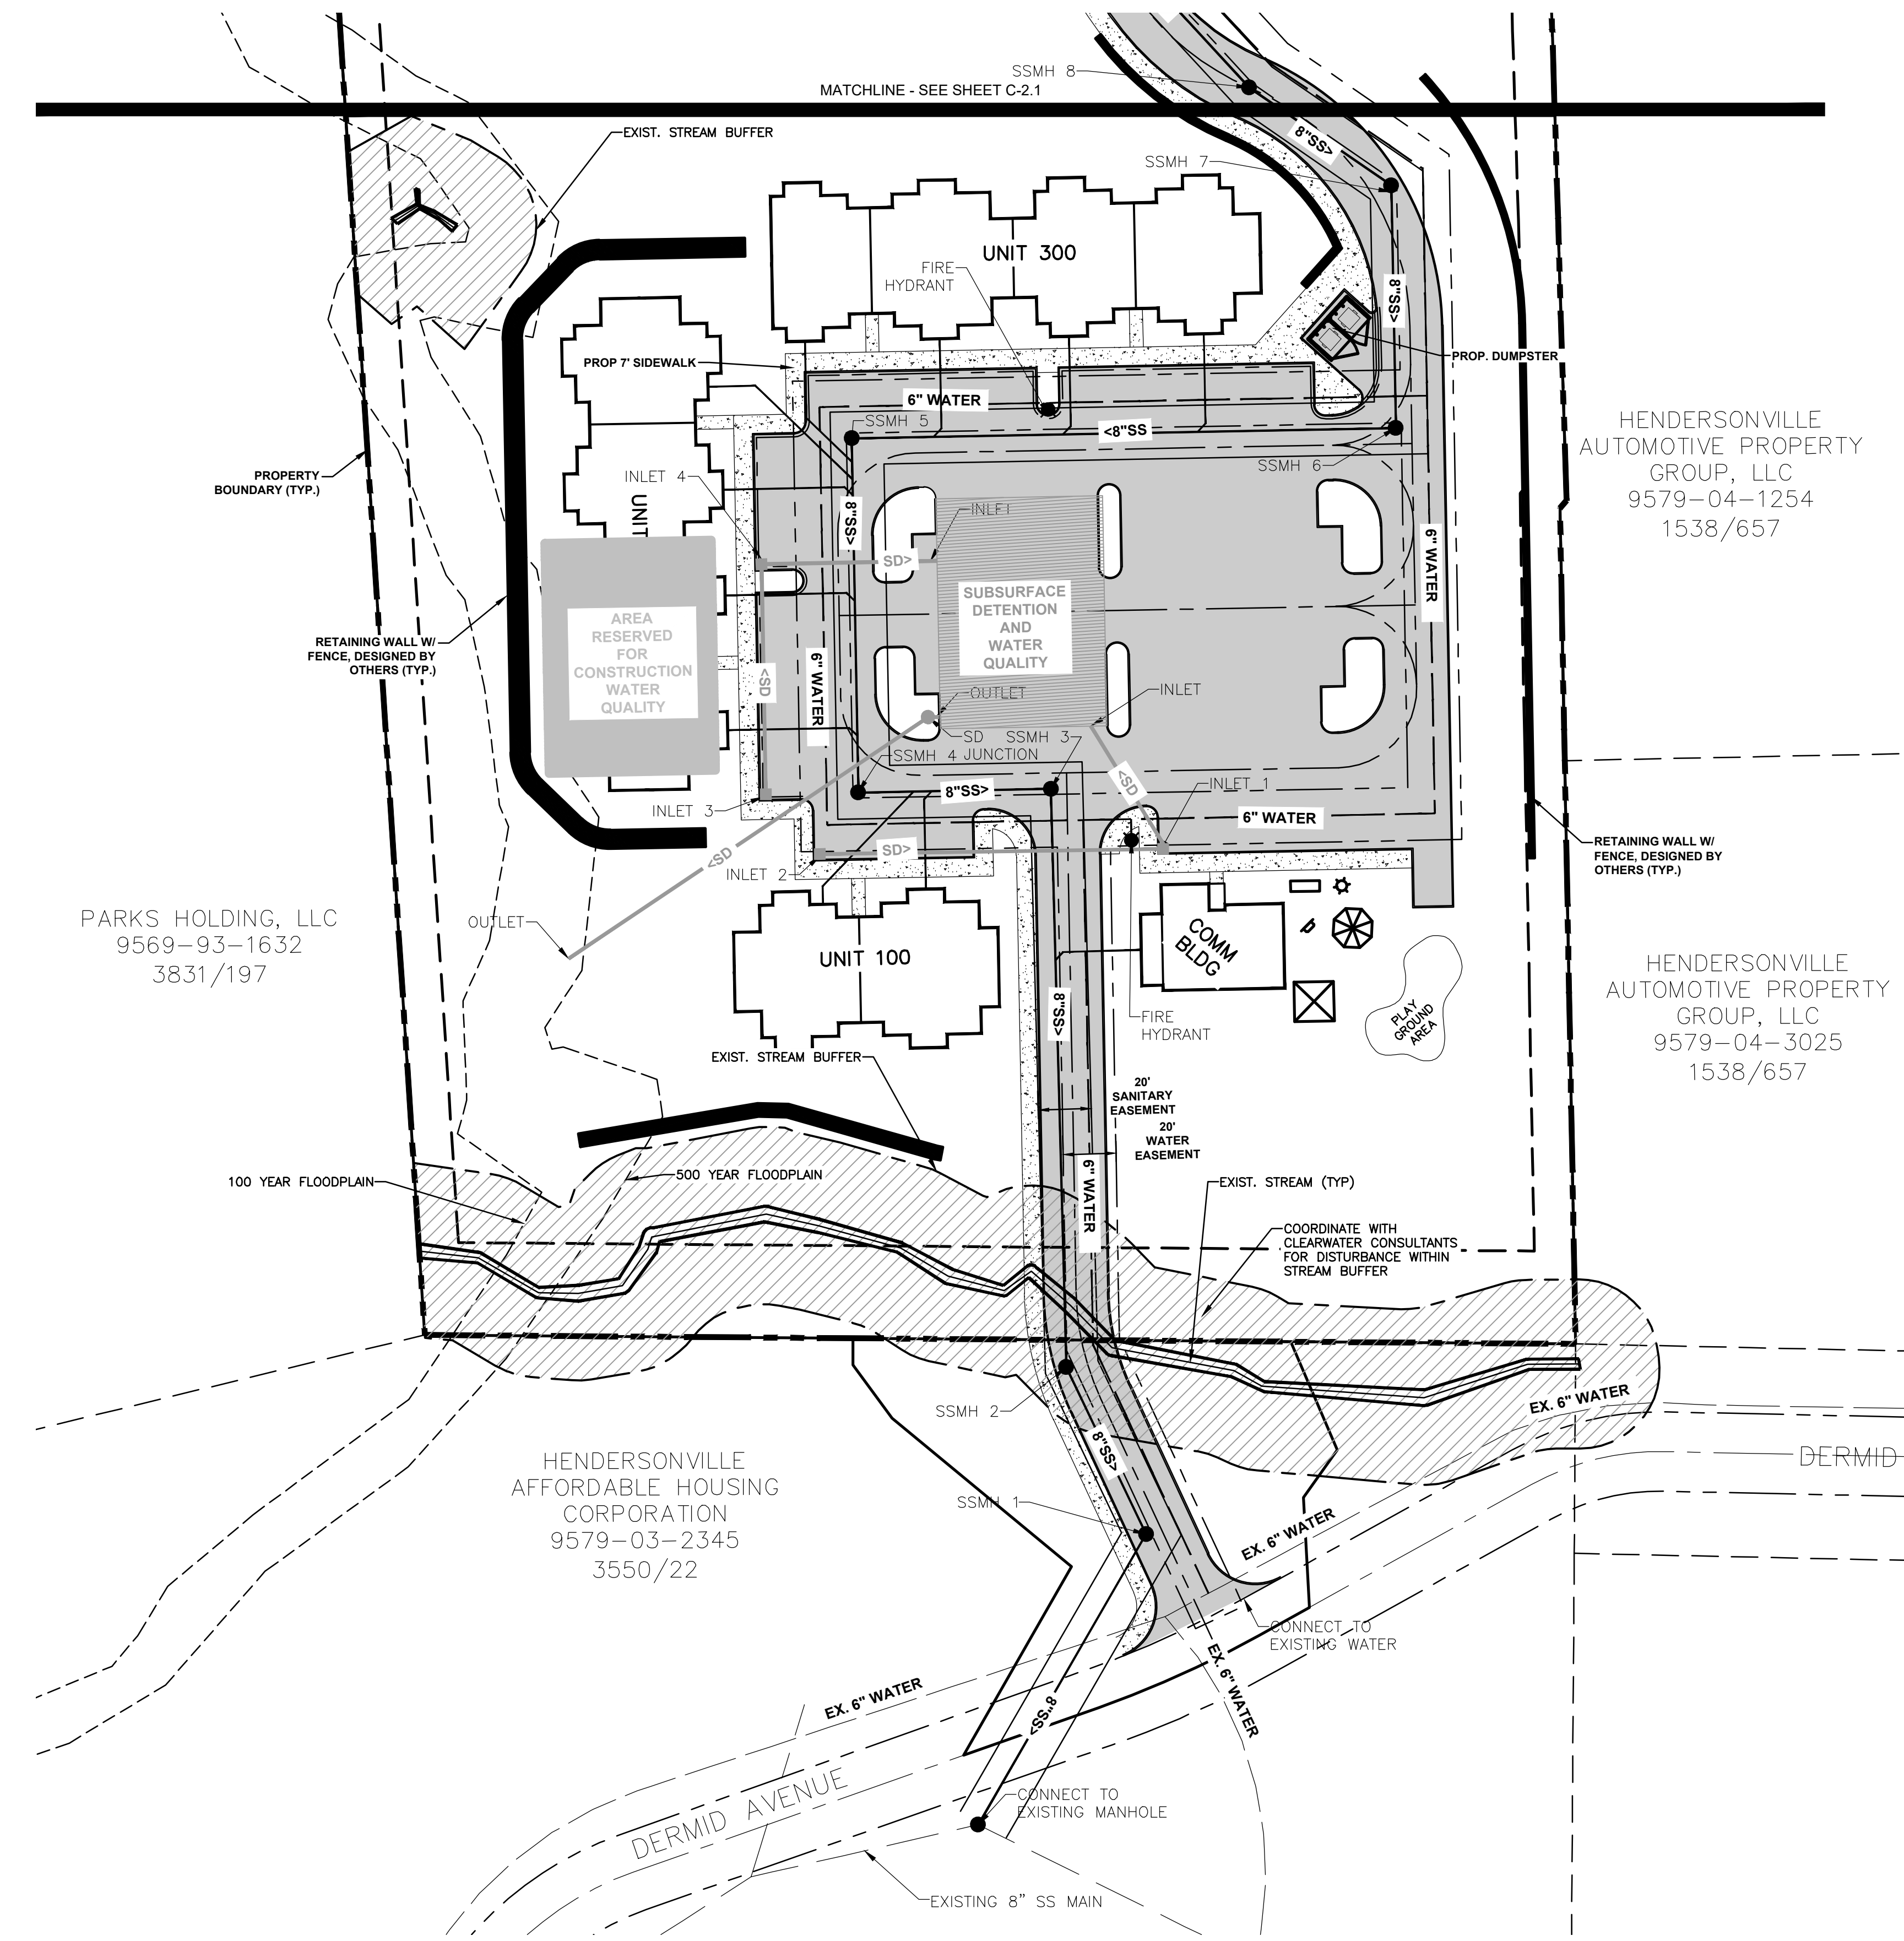 SSMH 8
MATCHLINE - SEE SHEET C-2.1
EXIST. STREAM BUFFER
8"SS>
SSMH 7
UNIT 300
FIRE
HYDRANT
8"SS>
PROP 7' SIDEWALK
PROP. DUMPSTER
6" WATER
SSMH 5
<8"SS
SSMH 6
HENDERSONVILLE
AUTOMOTIVE PROPERTY
GROUP, LLC
9579-04-1254
1538/657
PROPERTY
BOUNDARY (TYP.)
INLET 4
UNIT
8"SS>
INLET
SD>
6" WATER
SUBSURFACE
DETENTION
AND
WATER
QUALITY
AREA
RESERVED
FOR
CONSTRUCTION
WATER
QUALITY
RETAINING WALL W/
FENCE, DESIGNED BY
OTHERS (TYP.)
<SD
6" WATER
OUTLET
INLET
SD
JUNCTION
SSMH 3
SSMH 4
8"SS>
<SD
INLET 1
INLET 3
6" WATER
SD>
<SD
INLET 2
RETAINING WALL W/
FENCE, DESIGNED BY
OTHERS (TYP.)
PARKS HOLDING, LLC
9569-93-1632
3831/197
OUTLET
UNIT 100
COMM
BLDG
8"SS>
FIRE
HYDRANT
PLAY
GROUND
AREA
HENDERSONVILLE
AUTOMOTIVE PROPERTY
GROUP, LLC
9579-04-3025
1538/657
EXIST. STREAM BUFFER
20'
SANITARY
EASEMENT
20'
WATER
EASEMENT
100 YEAR FLOODPLAIN
500 YEAR FLOODPLAIN
6" WATER
EXIST. STREAM (TYP)
COORDINATE WITH
CLEARWATER CONSULTANTS
FOR DISTURBANCE WITHIN
STREAM BUFFER
SSMH 2
EX. 6" WATER
8"SS>
DERMID
HENDERSONVILLE
AFFORDABLE HOUSING
CORPORATION
9579-03-2345
3550/22
SSMH 1
EX. 6" WATER
CONNECT TO
EXISTING WATER
EX. 6" WATER
EX. 6" WATER
<SS"8
DERMID AVENUE
CONNECT TO
EXISTING MANHOLE
EXISTING 8" SS MAIN